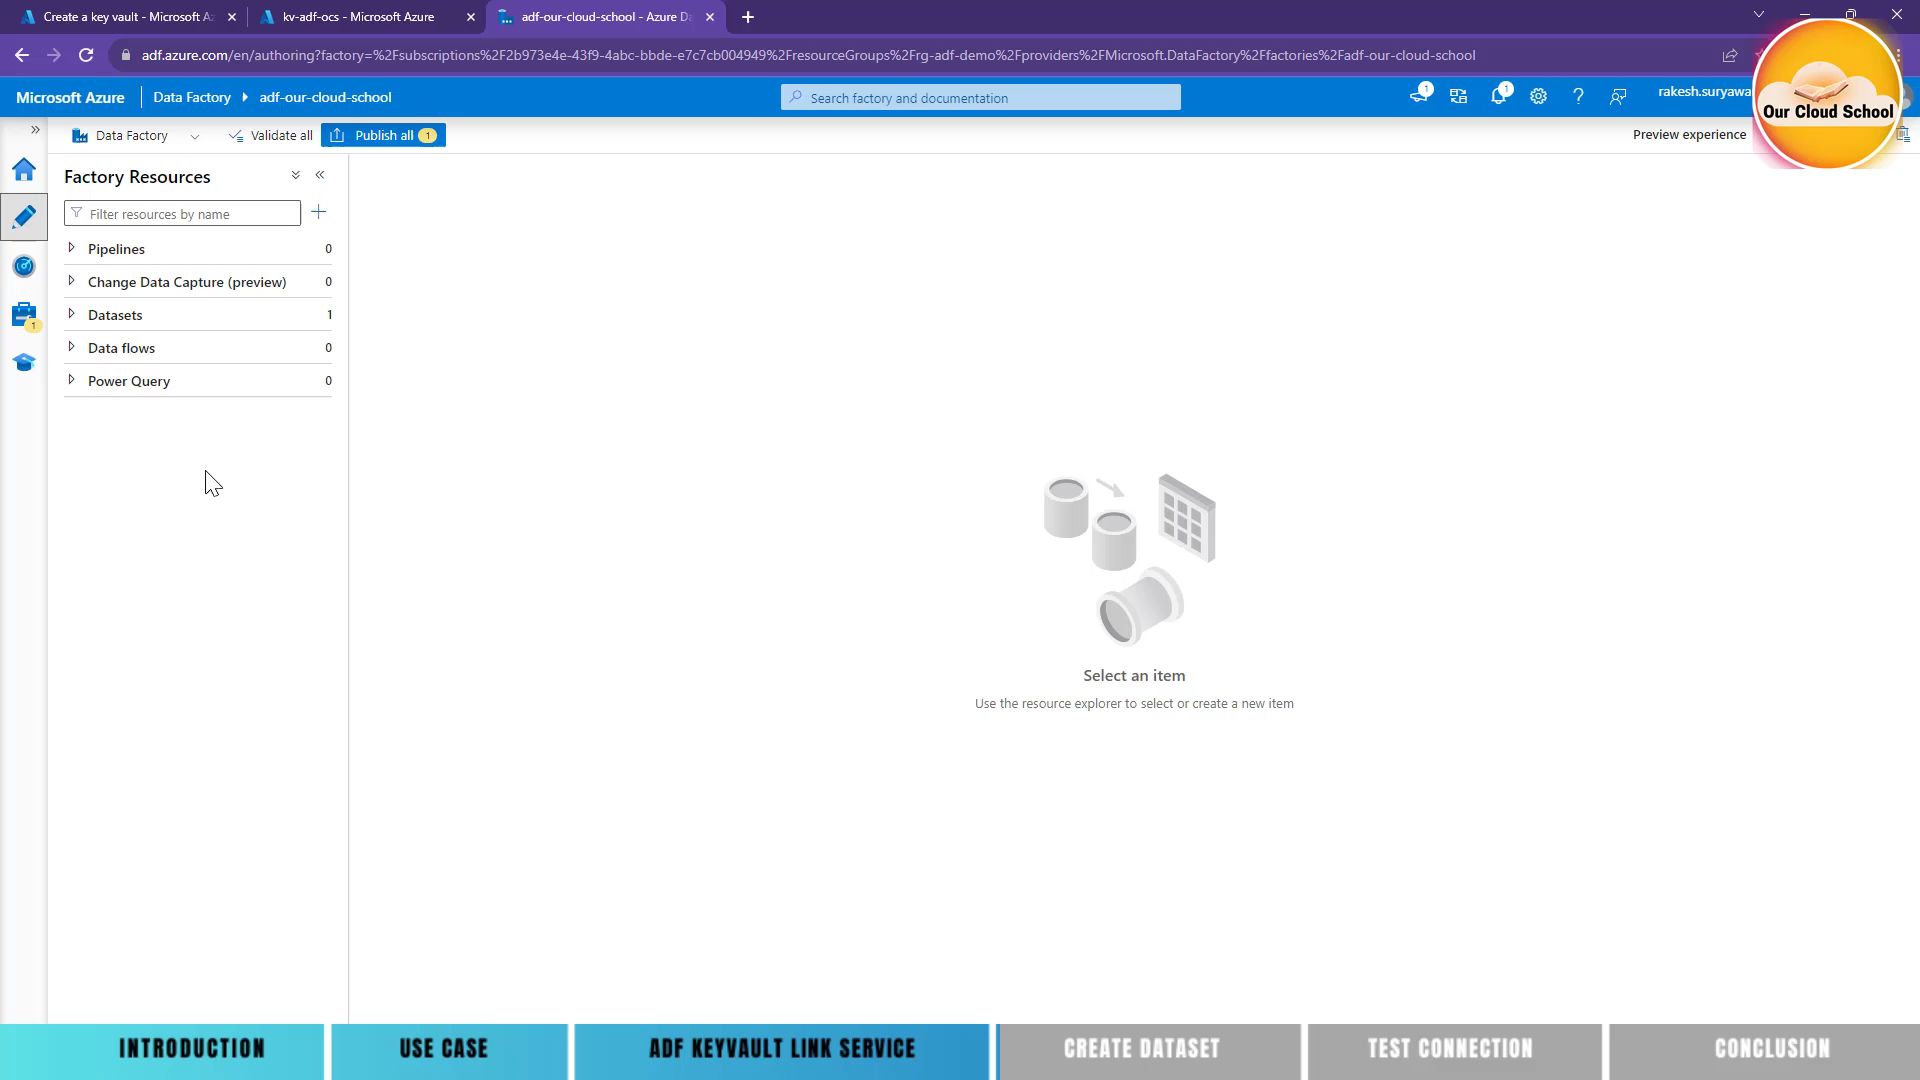 Create a key vault - Microsoft Az
kv-adf-ocs - Microsoft Azure
adf-our-cloud-school - Azure Da
adf.azure.com/en/authoring?factory=%2Fsubscriptions%2F2b973e4e-43f9-4abc-bbde-e7c7cb004949%2FresourceGroups%2Frg-adf-demo%2Fproviders%2FMicrosoft.DataFactory%2Ffactories%2Fadf-our-cloud-school
Microsoft Azure
Data Factory
adf-our-cloud-school
Search factory and documentation
1
1
rakesh.suryawa
Our Cloud School
Data Factory
Validate all
Publish all
1
Preview experience
Factory Resources
Filter resources by name
Pipelines
0
Change Data Capture (preview)
0
Datasets
1
Data flows
0
Power Query
0
1
Select an item
Use the resource explorer to select or create a new item
INTRODUCTION
USE CASE
ADF KEYVAULT LINK SERVICE
CREATE DATASET
TEST CONNECTION
CONCLUSION